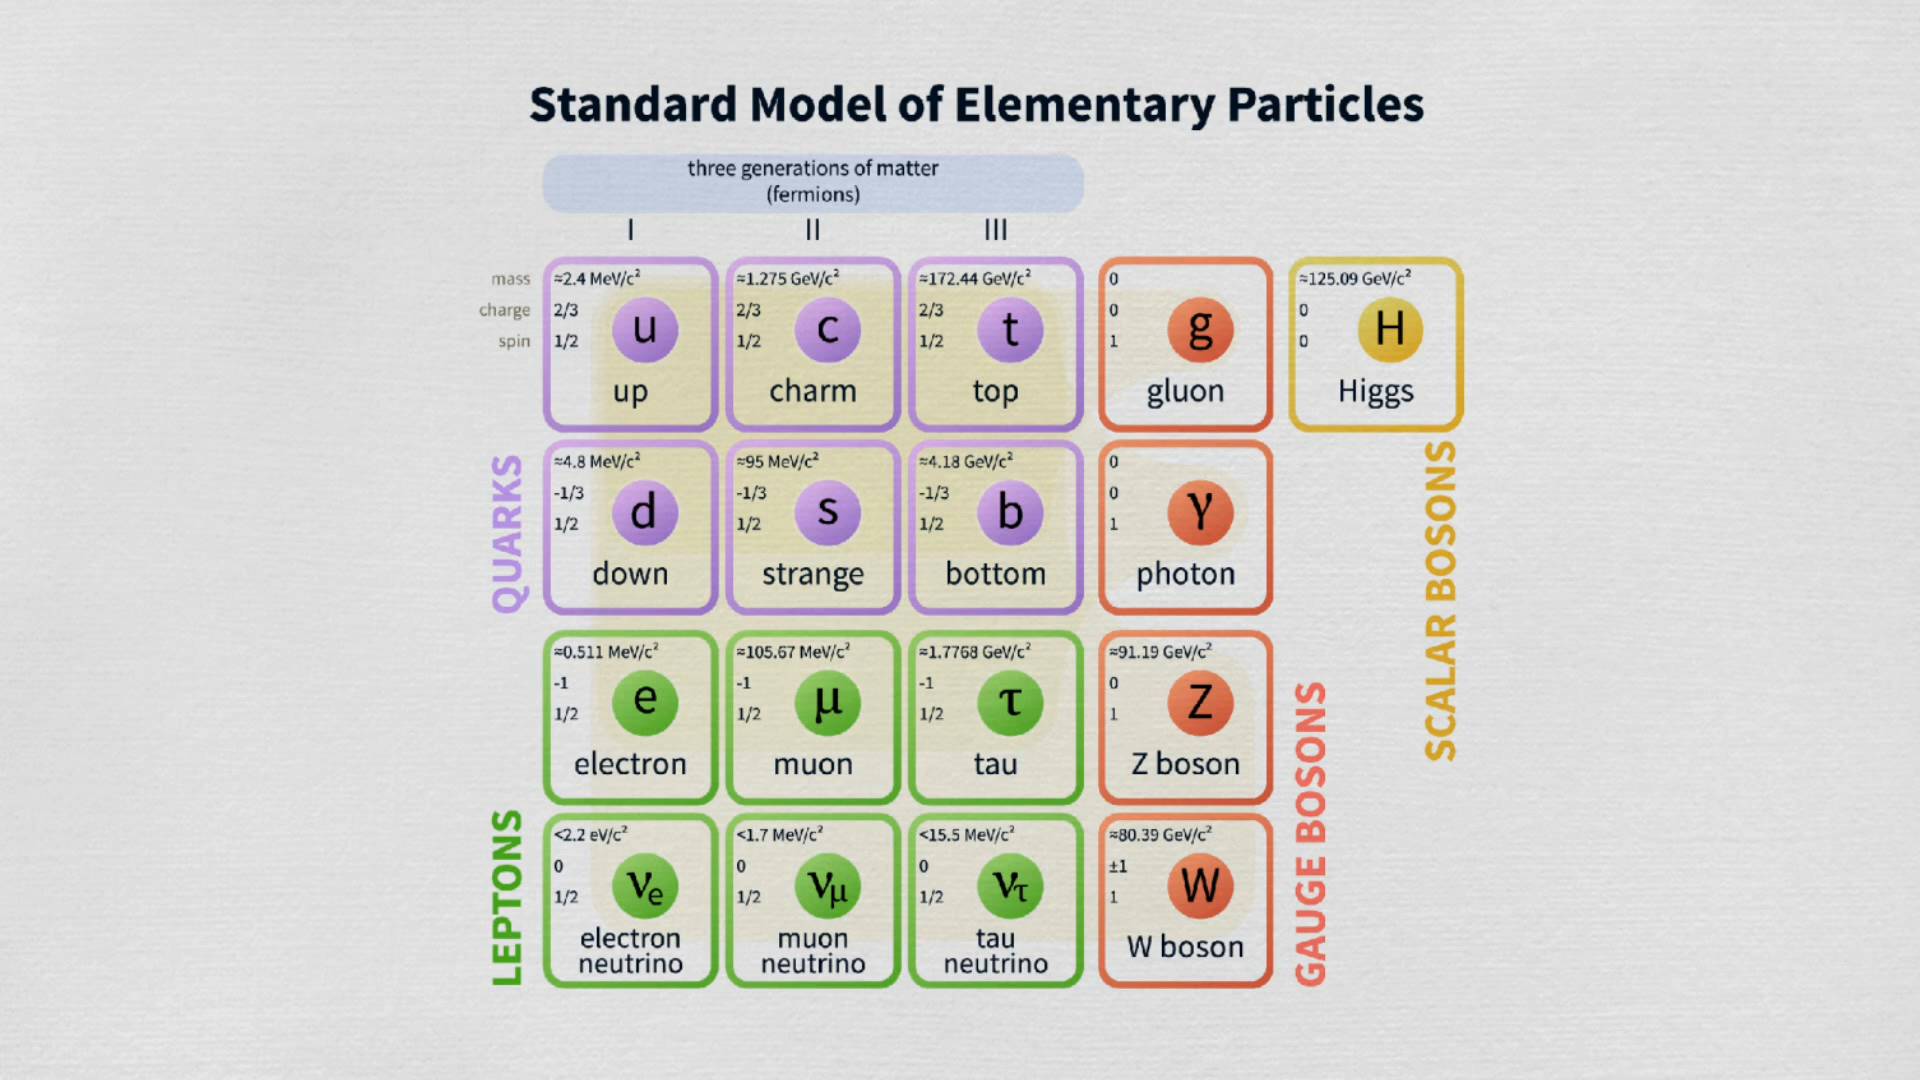 Standard Model of Elementary Particles
three generations of matter
(fermions)
I II III
mass
charge
spin
≈2.4 MeV/c²
2/3
1/2
u
up
≈1.275 GeV/c²
2/3
1/2
c
charm
≈172.44 GeV/c²
2/3
1/2
t
top
0
0
1
g
gluon
≈125.09 GeV/c²
0
0
H
Higgs
QUARKS
≈4.8 MeV/c²
-1/3
1/2
d
down
≈95 MeV/c²
-1/3
1/2
s
strange
≈4.18 GeV/c²
-1/3
1/2
b
bottom
0
0
1
γ
photon
SCALAR BOSONS
LEPTONS
≈0.511 MeV/c²
-1
1/2
e
electron
≈105.67 MeV/c²
-1
1/2
μ
muon
≈1.7768 GeV/c²
-1
1/2
τ
tau
≈91.19 GeV/c²
0
1
Z
Z boson
GAUGE BOSONS
<2.2 eV/c²
0
1/2
νe
electron
neutrino
<1.7 MeV/c²
0
1/2
νμ
muon
neutrino
<15.5 MeV/c²
0
1/2
ντ
tau
neutrino
≈80.39 GeV/c²
±1
1
W
W boson